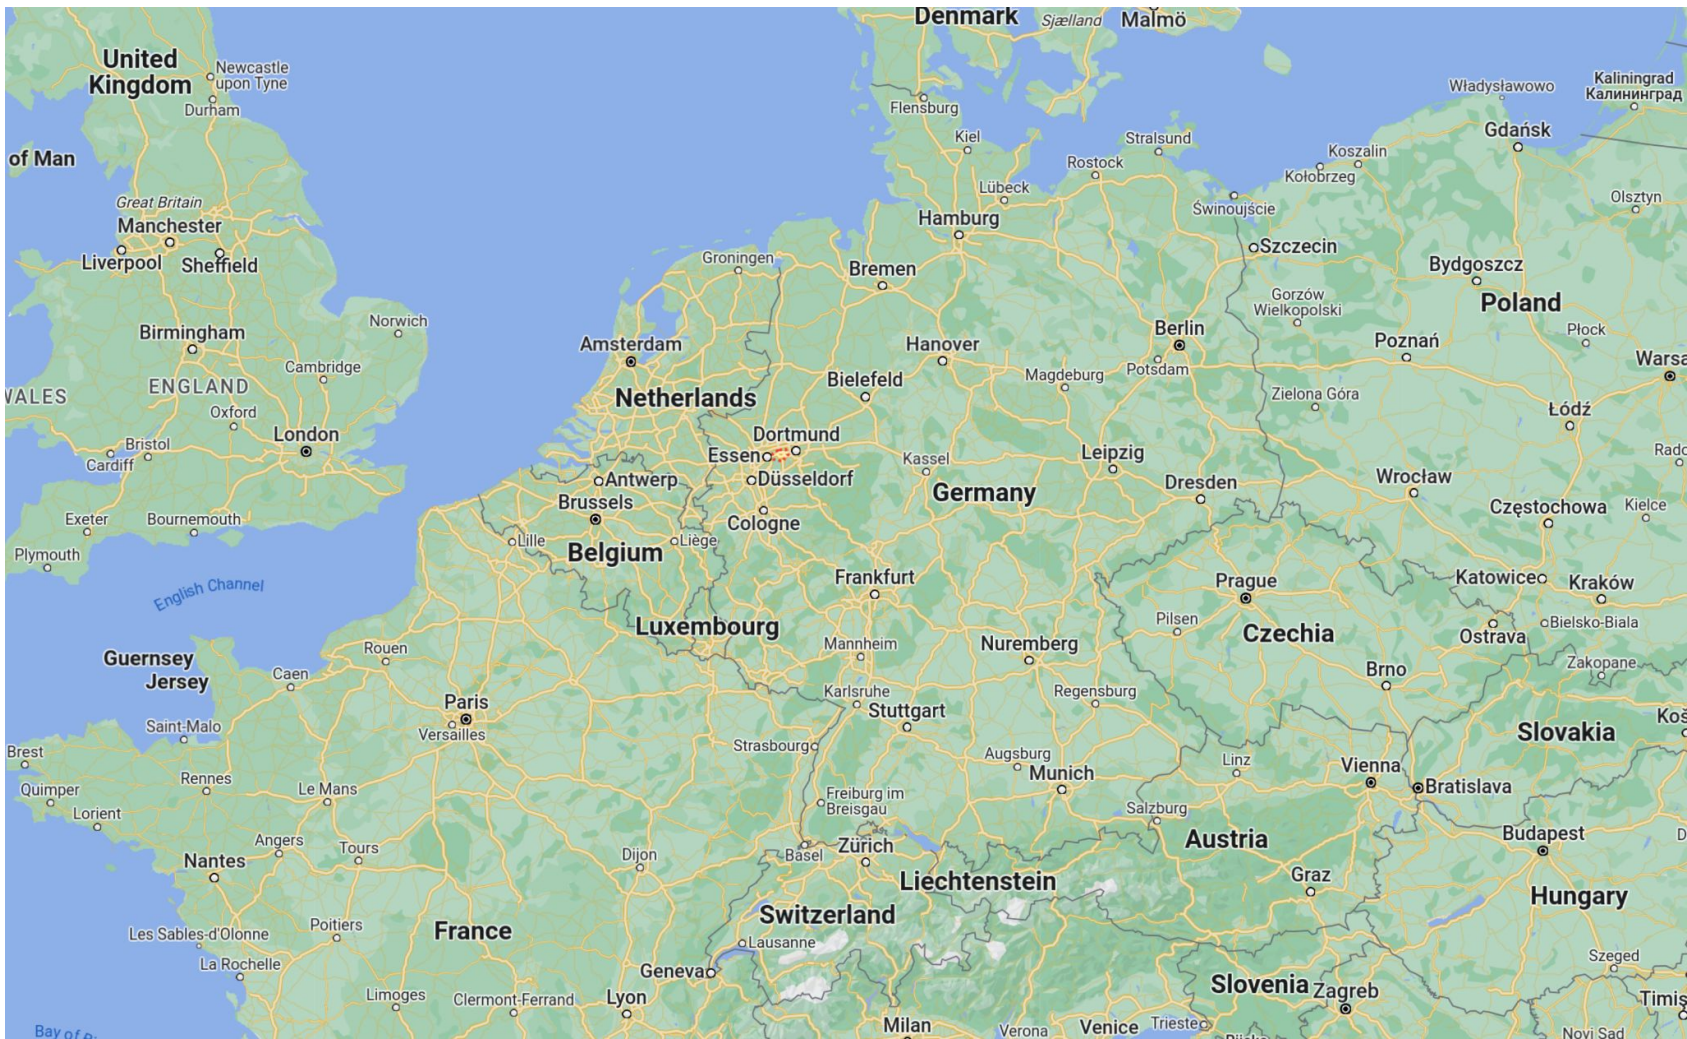 Denmark
Sjælland
Malmö
United
Kingdom
Newcastle
upon Tyne
Durham
Flensburg
Kiel
Stralsund
Rostock
Lübeck
Władysławowo
Kaliningrad
Калининград
Gdańsk
Koszalin
Kołobrzeg
Świnoujście
Olsztyn
of Man
Great Britain
Manchester
Liverpool
Sheffield
Hamburg
Szczecin
Groningen
Bremen
Bydgoszcz
Gorzów
Wielkopolski
Poland
Norwich
Birmingham
Amsterdam
Hanover
Berlin
Potsdam
Poznań
Płock
Warsa
Cambridge
ENGLAND
WALES
Netherlands
Bielefeld
Magdeburg
Zielona Góra
Łódź
Oxford
London
Bristol
Cardiff
Dortmund
Essen
Kassel
Leipzig
Rado
Antwerp
Düsseldorf
Germany
Dresden
Wrocław
Brussels
Częstochowa
Kielce
Exeter
Bournemouth
Cologne
Plymouth
Lille
Liège
Belgium
English Channel
Frankfurt
Prague
Katowice
Kraków
Luxembourg
Pilsen
Czechia
Ostrava
Bielsko-Biala
Guernsey
Jersey
Rouen
Caen
Mannheim
Nuremberg
Brno
Zakopane
Paris
Versailles
Karlsruhe
Stuttgart
Regensburg
Saint-Malo
Strasbourg
Slovakia
Koš
Brest
Augsburg
Munich
Linz
Vienna
Bratislava
Quimper
Rennes
Le Mans
Lorient
Freiburg im
Breisgau
Salzburg
Angers
Tours
Nantes
Dijon
Basel
Zürich
Austria
Budapest
D
Liechtenstein
Graz
Hungary
Les Sables-d'Olonne
Poitiers
France
Switzerland
Lausanne
La Rochelle
Geneva
Szeged
Limoges
Clermont-Ferrand
Lyon
Slovenia
Zagreb
Timiș
Bay of
Milan
Verona
Venice
Trieste
Rijeka
Novi Sad